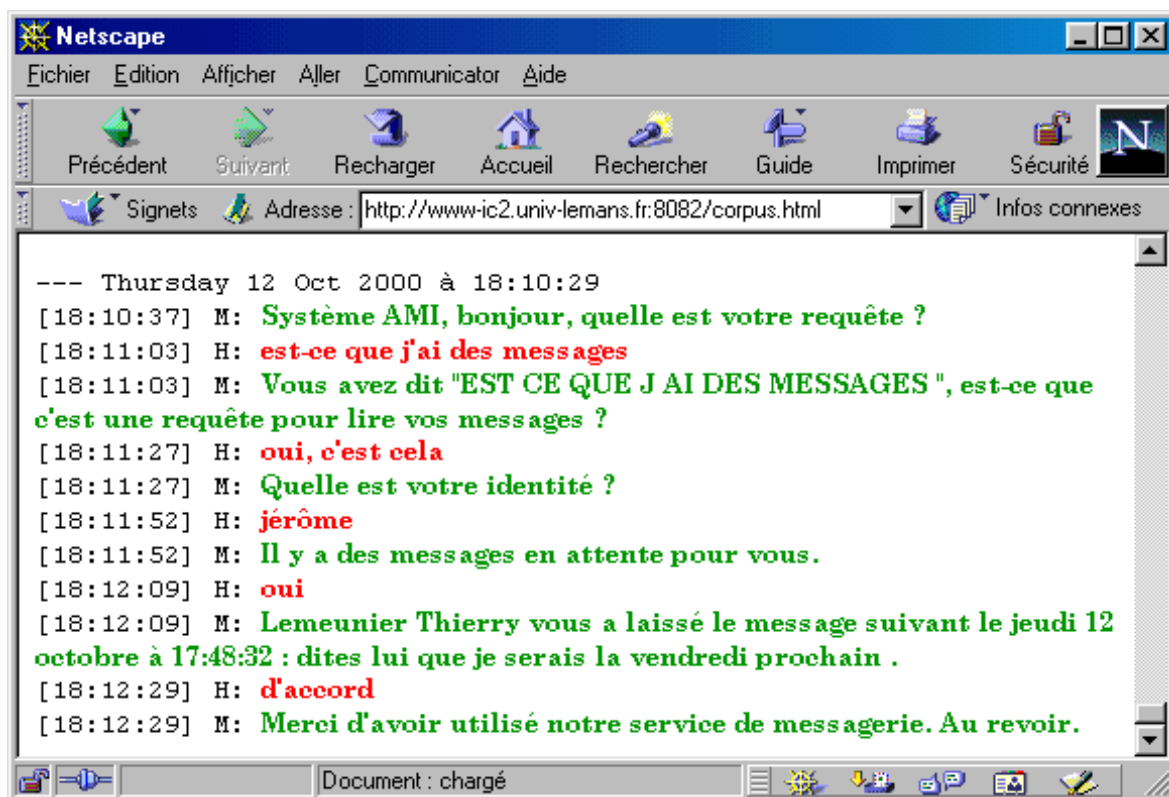 Netscape
Fichier Edition Afficher Aller Communicator Aide
Précédent Suivant Recharger Accueil Rechercher Guide Imprimer Sécurité N
Signets Adresse : http://www-ic2.univ-lemans.fr:8082/corpus.html Infos connexes
--- Thursday 12 Oct 2000 à 18:10:29
[18:10:37] M: Système AMI, bonjour, quelle est votre requête ?
[18:11:03] H: est-ce que j'ai des messages
[18:11:03] M: Vous avez dit "EST CE QUE J AI DES MESSAGES ", est-ce que
c'est une requête pour lire vos messages ?
[18:11:27] H: oui, c'est cela
[18:11:27] M: Quelle est votre identité ?
[18:11:52] H: jérôme
[18:11:52] M: Il y a des messages en attente pour vous.
[18:12:09] H: oui
[18:12:09] M: Lemeunier Thierry vous a laissé le message suivant le jeudi 12
octobre à 17:48:32 : dites lui que je serais la vendredi prochain .
[18:12:29] H: d'accord
[18:12:29] M: Merci d'avoir utilisé notre service de messagerie. Au revoir.
Document : chargé